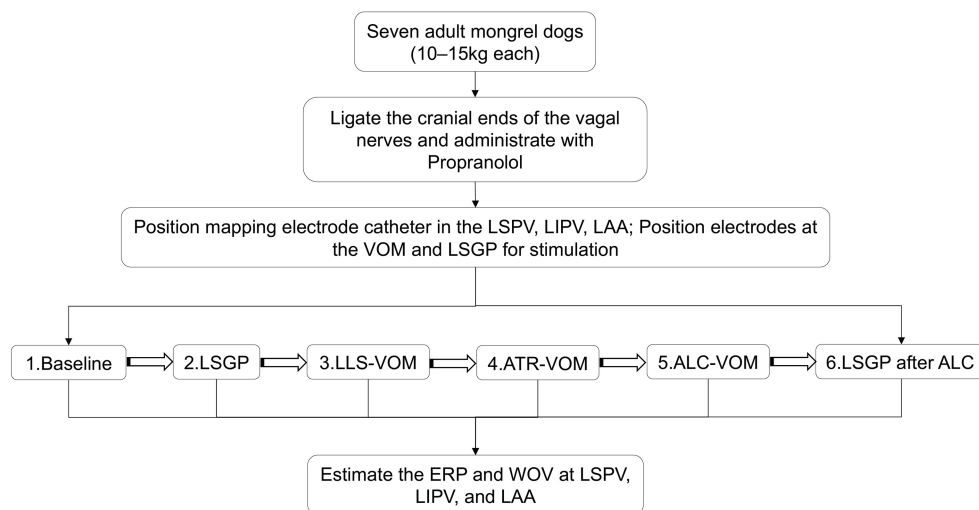 Seven adult mongrel dogs
(10–15kg each)
Ligate the cranial ends of the vagal
nerves and administrate with
Propranolol
Position mapping electrode catheter in the LSPV, LIPV, LAA; Position electrodes at
the VOM and LSGP for stimulation
1.Baseline
2.LSGP
3.LLS-VOM
4.ATR-VOM
5.ALC-VOM
6.LSGP after ALC
Estimate the ERP and WOV at LSPV,
LIPV, and LAA